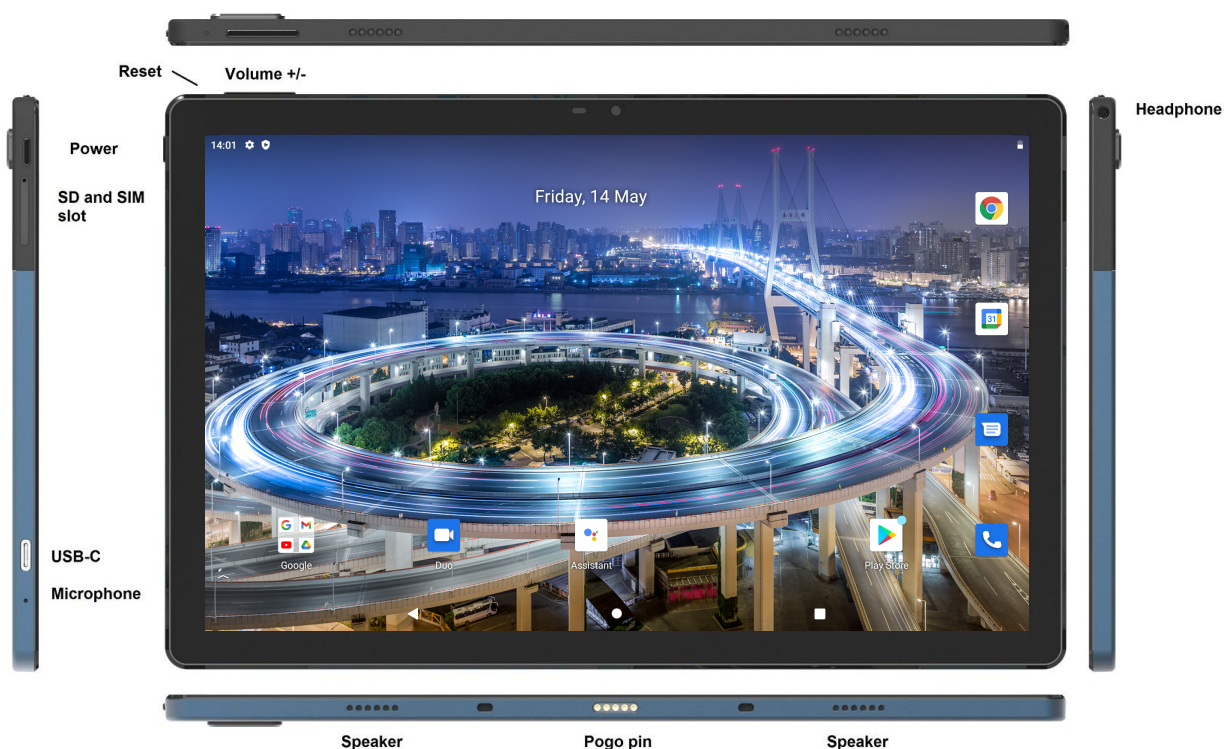 Reset
Volume +/-
Headphone
Power
SD and SIM
slot
14:01
Friday, 14 May
31
G M
Google
Duo
Assistant
Play Store
USB-C
Microphone
Speaker
Pogo pin
Speaker